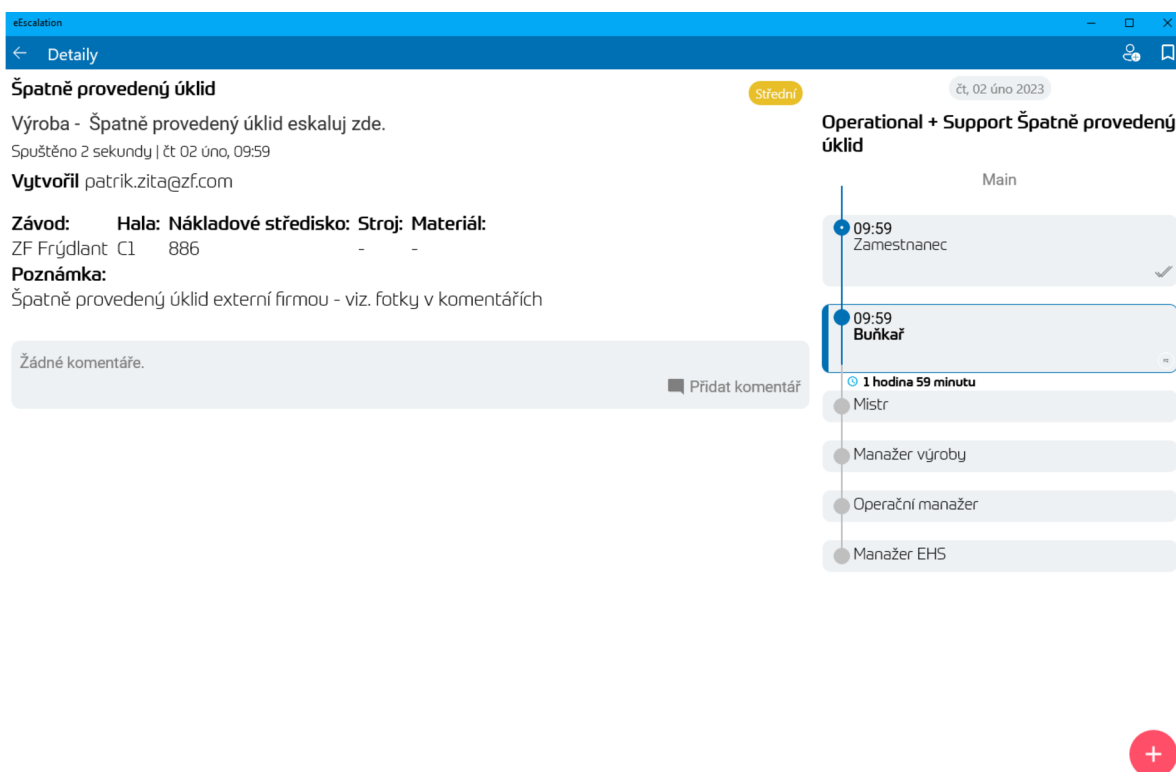 eEscalation
Detaily
Špatně provedený úklid
Střední
Výroba - Špatně provedený úklid eskaluj zde.
Spuštěno 2 sekundy | čt 02 úno, 09:59
Vytvořil patrik.zita@zf.com
Závod: Hala: Nákladové středisko: Stroj: Materiál:
ZF Frýdlant C1 886 - -
Poznámka:
Špatně provedený úklid externí firmou - viz. fotky v komentářích
Žádné komentáře.
Přidat komentář
čt, 02 úno 2023
Operational + Support Špatně provedený
úklid
Main
09:59
Zamestnanec
09:59
Buňkař
1 hodina 59 minutu
Mistr
Manažer výroby
Operační manažer
Manažer EHS